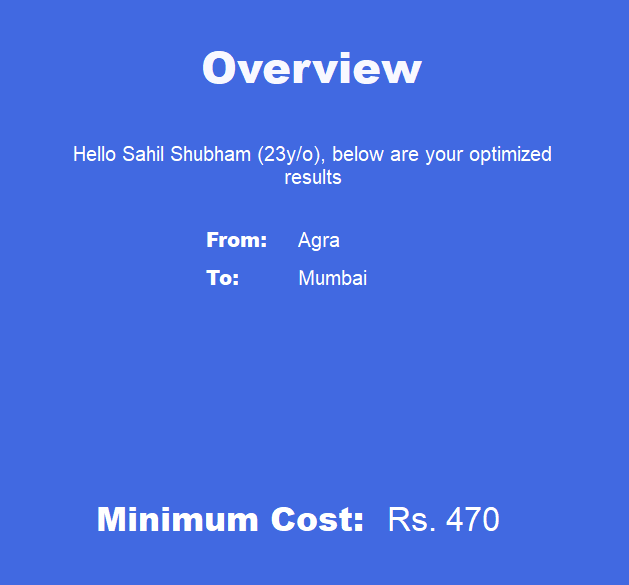 Overview
Hello Sahil Shubham (23y/o), below are your optimized
results
From: Agra
To: Mumbai
Minimum Cost: Rs. 470